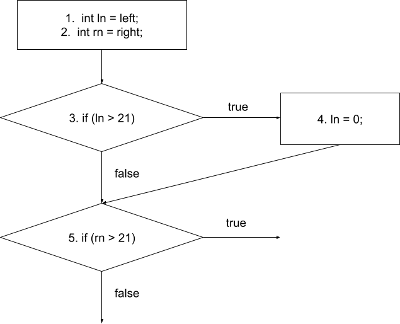 1. int ln = left;
2. int rn = right;
3. if (ln > 21)
true
4. ln = 0;
false
5. if (rn > 21)
true
false